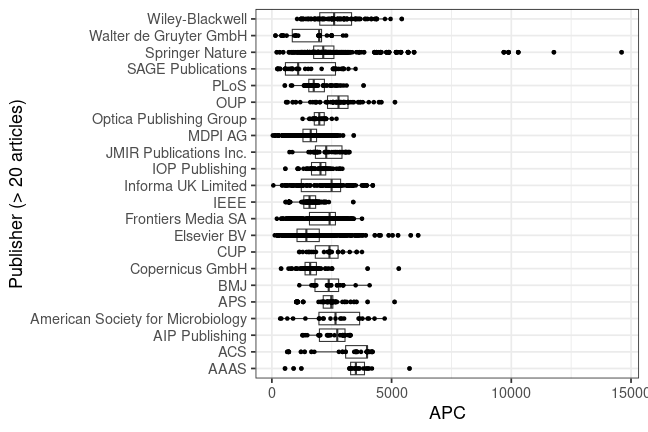 Publisher (> 20 articles)
Wiley-Blackwell
Walter de Gruyter GmbH
Springer Nature
SAGE Publications
PLoS
OUP
Optica Publishing Group
MDPI AG
JMIR Publications Inc.
IOP Publishing
Informa UK Limited
IEEE
Frontiers Media SA
Elsevier BV
CUP
Copernicus GmbH
BMJ
APS
American Society for Microbiology
AIP Publishing
ACS
AAAS
0 5000 10000 15000
APC